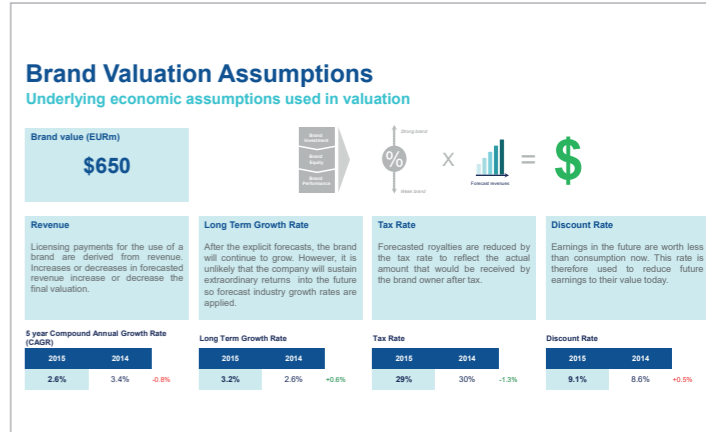 Brand Valuation Assumptions
Underlying economic assumptions used in valuation
Brand value (EURm)
$650
Brand
Investment
Brand
Equity
Brand
Performance
Strong brand
%
Weak brand
X
Forecast revenues
=
$
Revenue
Licensing payments for the use of a
brand are derived from revenue.
Increases or decreases in forecasted
revenue increase or decrease the
final valuation.
Long Term Growth Rate
After the explicit forecasts, the brand
will continue to grow. However, it is
unlikely that the company will sustain
extraordinary returns into the future
so forecast industry growth rates are
applied.
Tax Rate
Forecasted royalties are reduced by
the tax rate to reflect the actual
amount that would be received by
the brand owner after tax.
Discount Rate
Earnings in the future are worth less
than consumption now. This rate is
therefore used to reduce future
earnings to their value today.
5 year Compound Annual Growth Rate
(CAGR)
2015 2014
2.6% 3.4% -0.8%
Long Term Growth Rate
2015 2014
3.2% 2.6% +0.6%
Tax Rate
2015 2014
29% 30% -1.3%
Discount Rate
2015 2014
9.1% 8.6% +0.5%